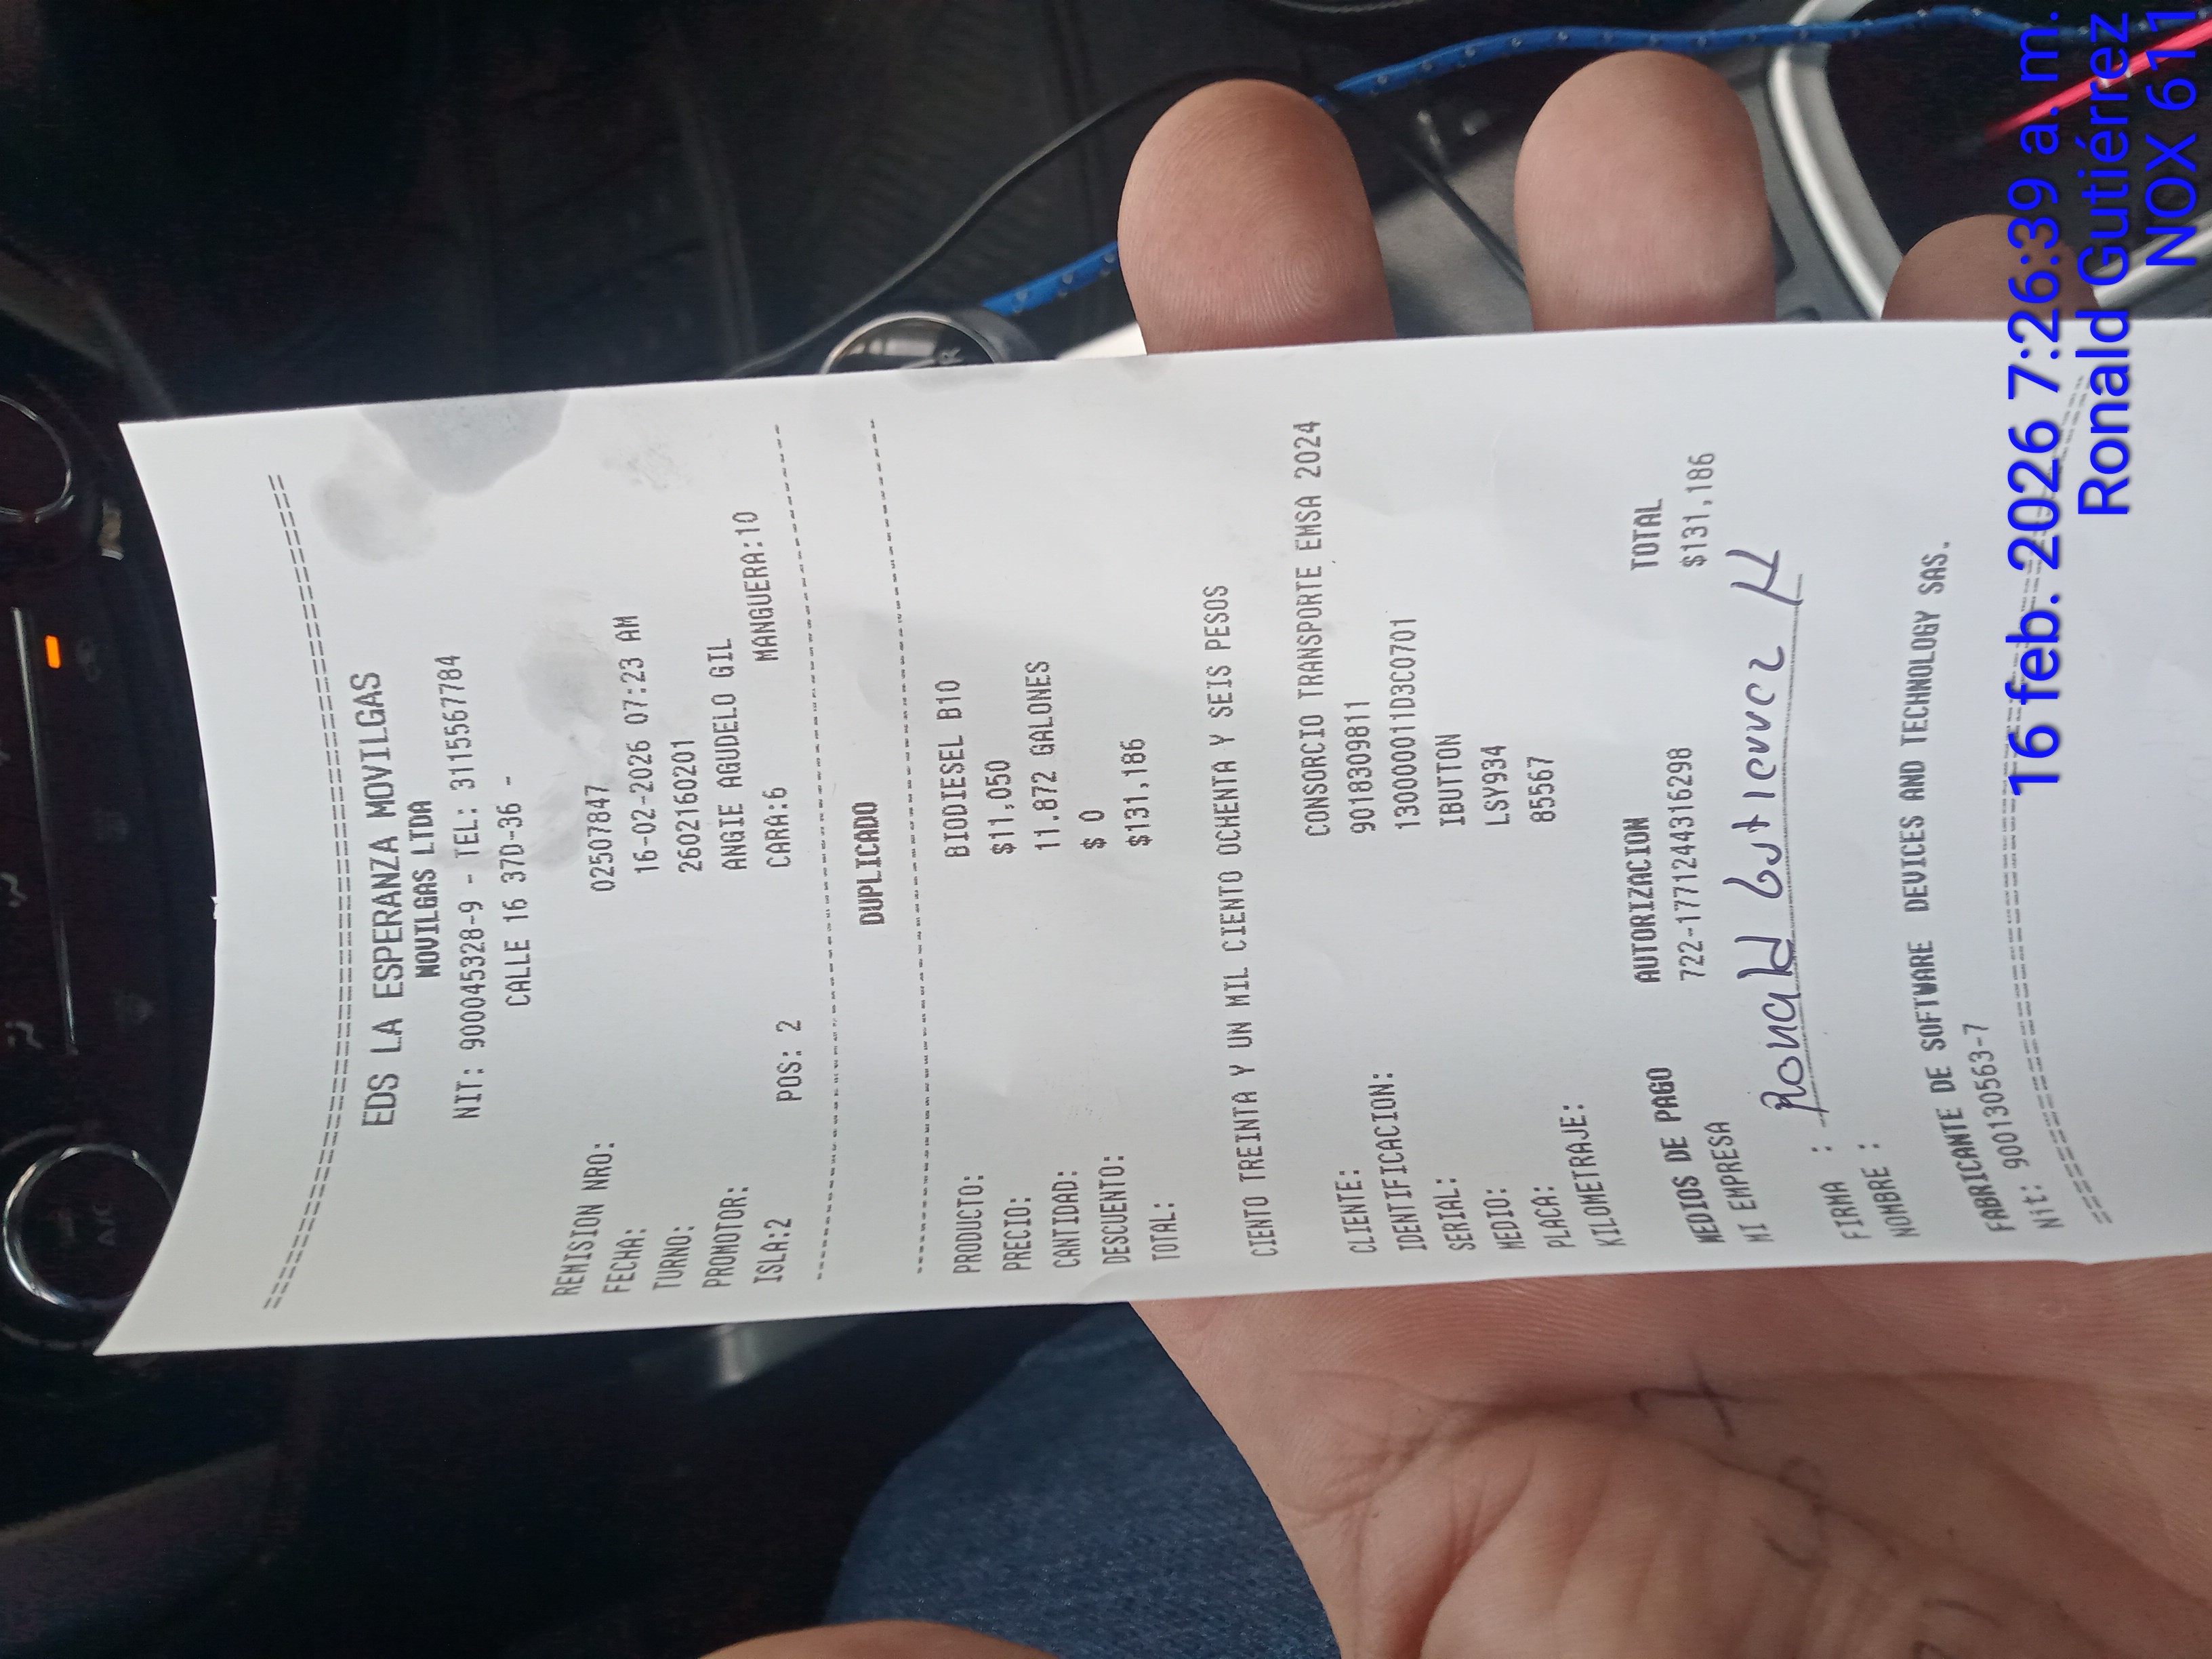 ================================================
EDS LA ESPERANZA MOVILGAS
MOVILGAS LTDA
NIT: 900045328-9 - TEL: 3115567784
CALLE 16 37D-36 -
REMISION NRO: 02507847
FECHA: 16-02-2026 07:23 AM
TURNO: 2602160201
PROMOTOR: ANGIE AGUDELO GIL
ISLA:2 POS: 2 CARA:6 MANGUERA:10
------------------------------------------------
DUPLICADO
------------------------------------------------
PRODUCTO: BIODIESEL B10
PRECIO: $11,050
CANTIDAD: 11.872 GALONES
DESCUENTO: $ 0
TOTAL: $131,186
CIENTO TREINTA Y UN MIL CIENTO OCHENTA Y SEIS PESOS
CLIENTE: CONSORCIO TRANSPORTE EMSA 2024
IDENTIFICACION: 9018309811
SERIAL: 130000011D3C0701
MEDIO: IBUTTON
PLACA: LSY934
KILOMETRAJE: 85567
MEDIOS DE PAGO AUTORIZACION TOTAL
MI EMPRESA 722-1771244316298 $131,186
FIRMA : Ronald Gutierrez H
NOMBRE :
FABRICANTE DE SOFTWARE DEVICES AND TECHNOLOGY SAS.
Nit: 900130563-7
================================================
16 feb. 2026 7:26:39 a. m.
Ronald Gutiérrez
NOX 611